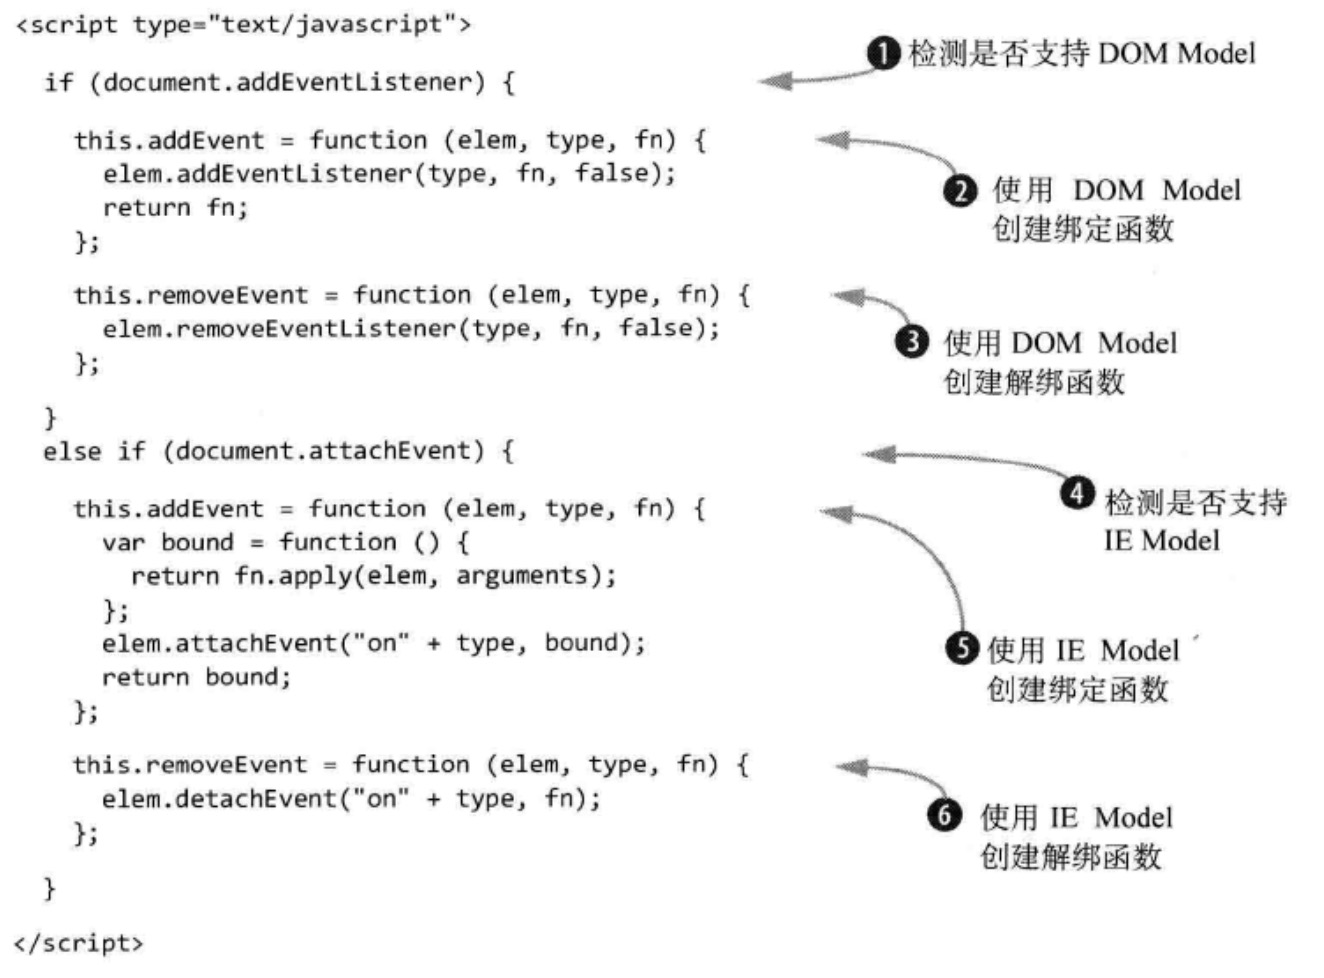 <script type="text/javascript">
❶ 检测是否支持 DOM Model
if (document.addEventListener) {
this.addEvent = function (elem, type, fn) {
elem.addEventListener(type, fn, false);
return fn;
};
❷ 使用 DOM Model
创建绑定函数
this.removeEvent = function (elem, type, fn) {
elem.removeEventListener(type, fn, false);
};
❸ 使用 DOM Model
创建解绑函数
}
else if (document.attachEvent) {
❹ 检测是否支持
IE Model
this.addEvent = function (elem, type, fn) {
var bound = function () {
return fn.apply(elem, arguments);
};
elem.attachEvent("on" + type, bound);
return bound;
};
❺ 使用 IE Model
创建绑定函数
this.removeEvent = function (elem, type, fn) {
elem.detachEvent("on" + type, fn);
};
❻ 使用 IE Model
创建解绑函数
}
</script>